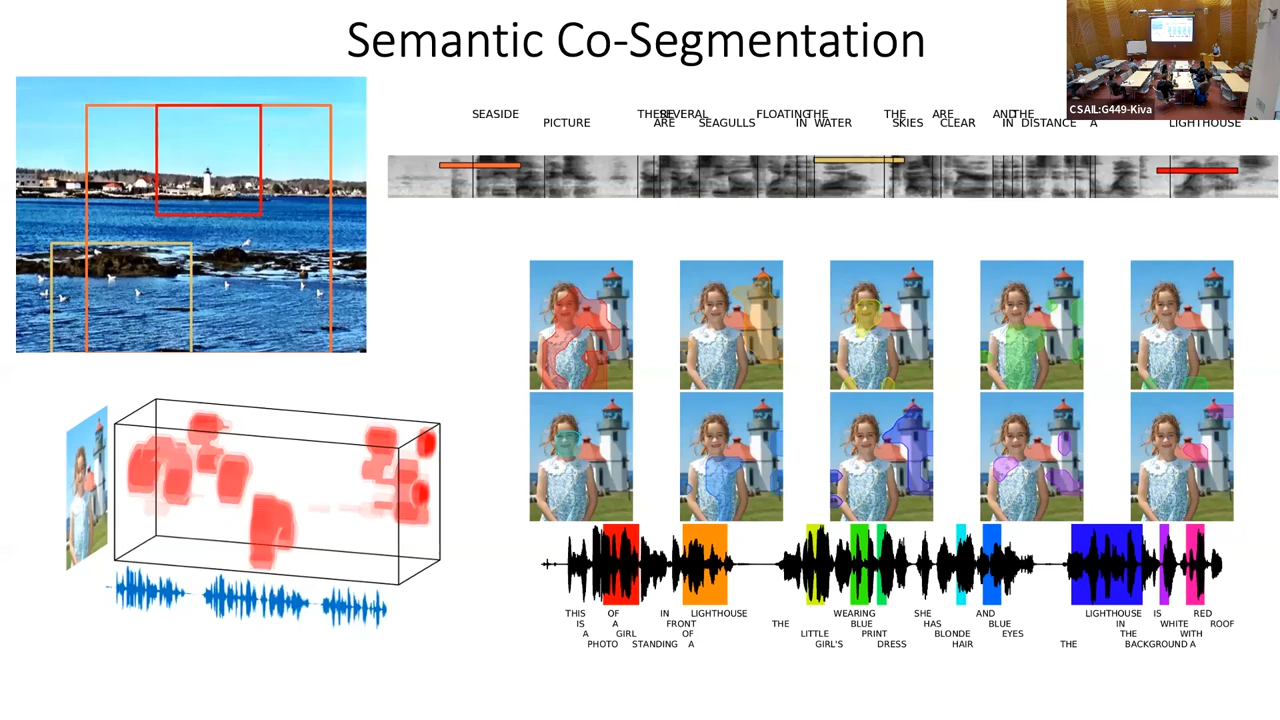 Semantic Co-Segmentation
CSAIL:G449-Kiva
SEASIDE THERE SEVERAL FLOATING THE THE ARE AND THE
PICTURE ARE SEAGULLS IN WATER SKIES CLEAR IN DISTANCE A LIGHTHOUSE
THIS OF IN LIGHTHOUSE WEARING SHE AND LIGHTHOUSE IS RED
IS A FRONT THE BLUE HAS BLUE IN WHITE ROOF
A GIRL OF LITTLE PRINT BLONDE EYES THE WITH
PHOTO STANDING A GIRL'S DRESS HAIR THE BACKGROUND A